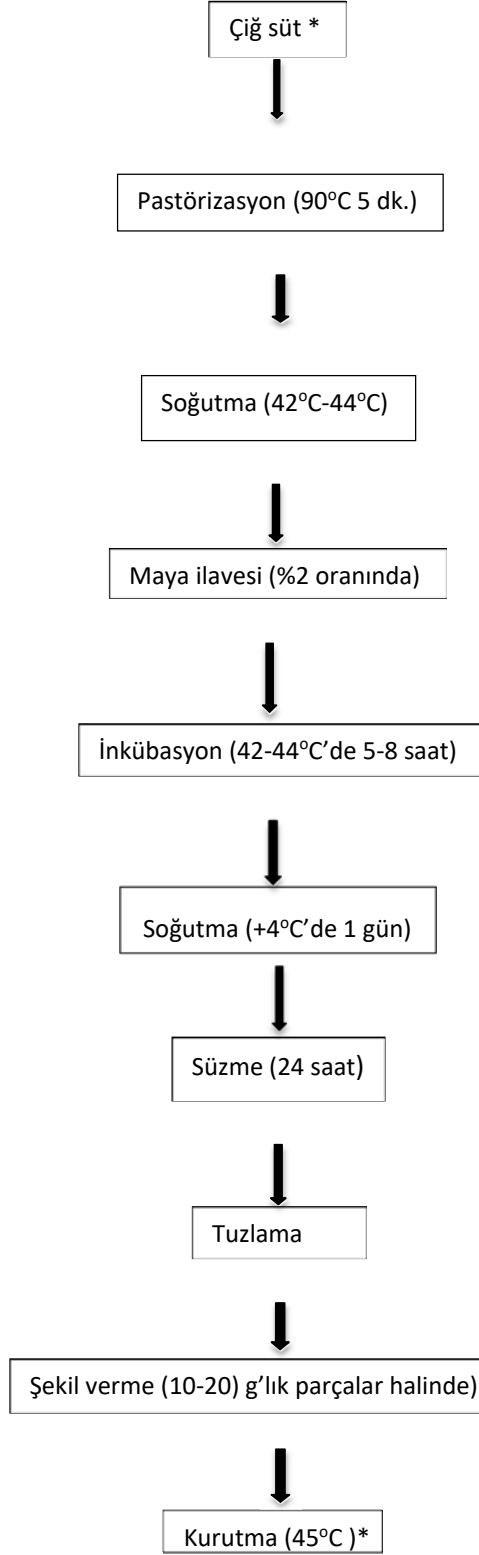 Çiğ süt *
Pastörizasyon (90°C 5 dk.)
Soğutma (42°C-44°C)
Maya ilavesi (%2 oranında)
İnkübasyon (42-44°C’de 5-8 saat)
Soğutma (+4°C’de 1 gün)
Süzme (24 saat)
Tuzlama
Şekil verme (10-20) g’lık parçalar halinde)
Kurutma (45°C )*